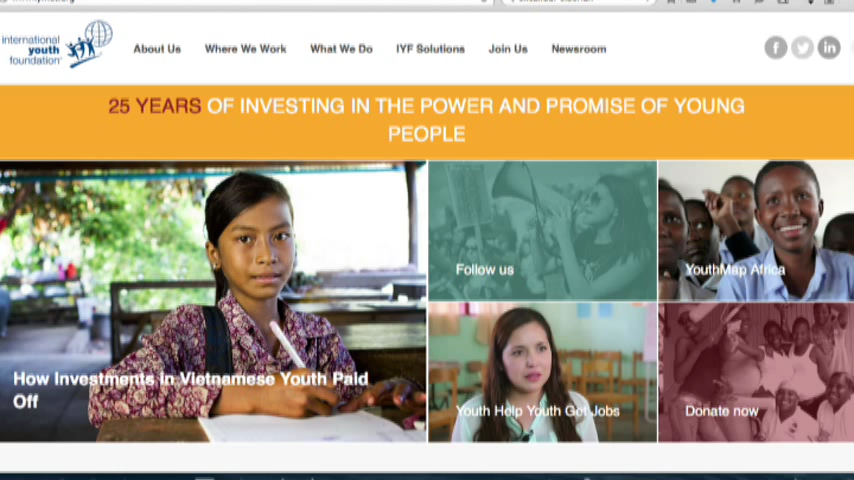 international
youth
foundation
About Us
Where We Work
What We Do
IYF Solutions
Join Us
Newsroom
f
in
25 YEARS OF INVESTING IN THE POWER AND PROMISE OF YOUNG
PEOPLE
How Investments in Vietnamese Youth Paid
Off
Follow us
YouthMap Africa
Youth Help Youth Get Jobs
Donate now